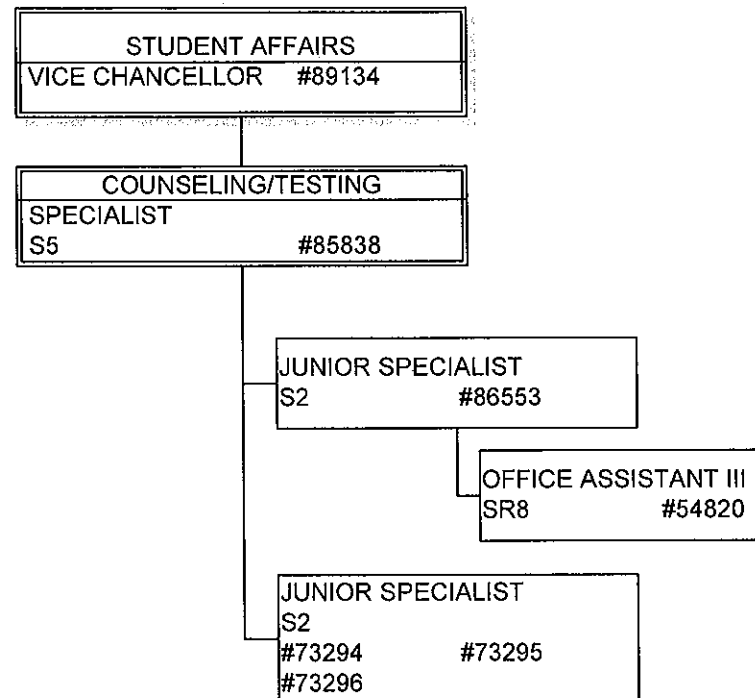 STUDENT AFFAIRS
VICE CHANCELLOR #89134
COUNSELING/TESTING
SPECIALIST
S5 #85838
JUNIOR SPECIALIST
S2 #86553
OFFICE ASSISTANT III
SR8 #54820
JUNIOR SPECIALIST
S2
#73294 #73295
#73296